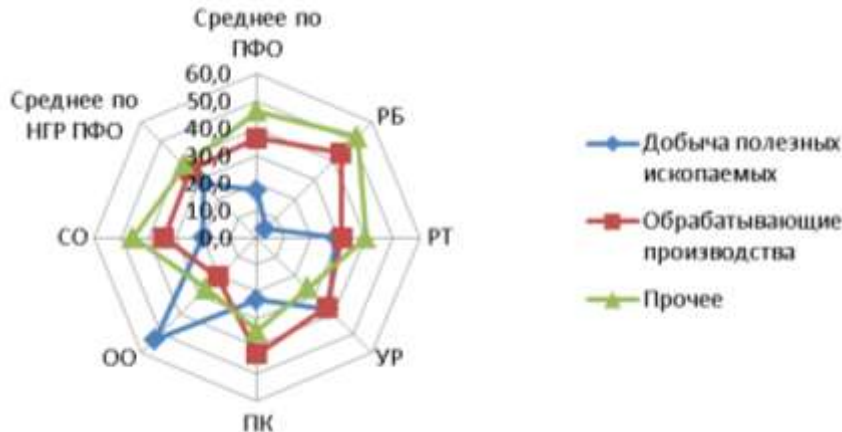 Среднее по
ПФО
60,0
50,0
40,0
30,0
20,0
10,0
0,0
РБ
РТ
УР
ПК
ОО
СО
Среднее по
НГР ПФО
Добыча полезных
ископаемых
Обрабатывающие
производства
Прочее